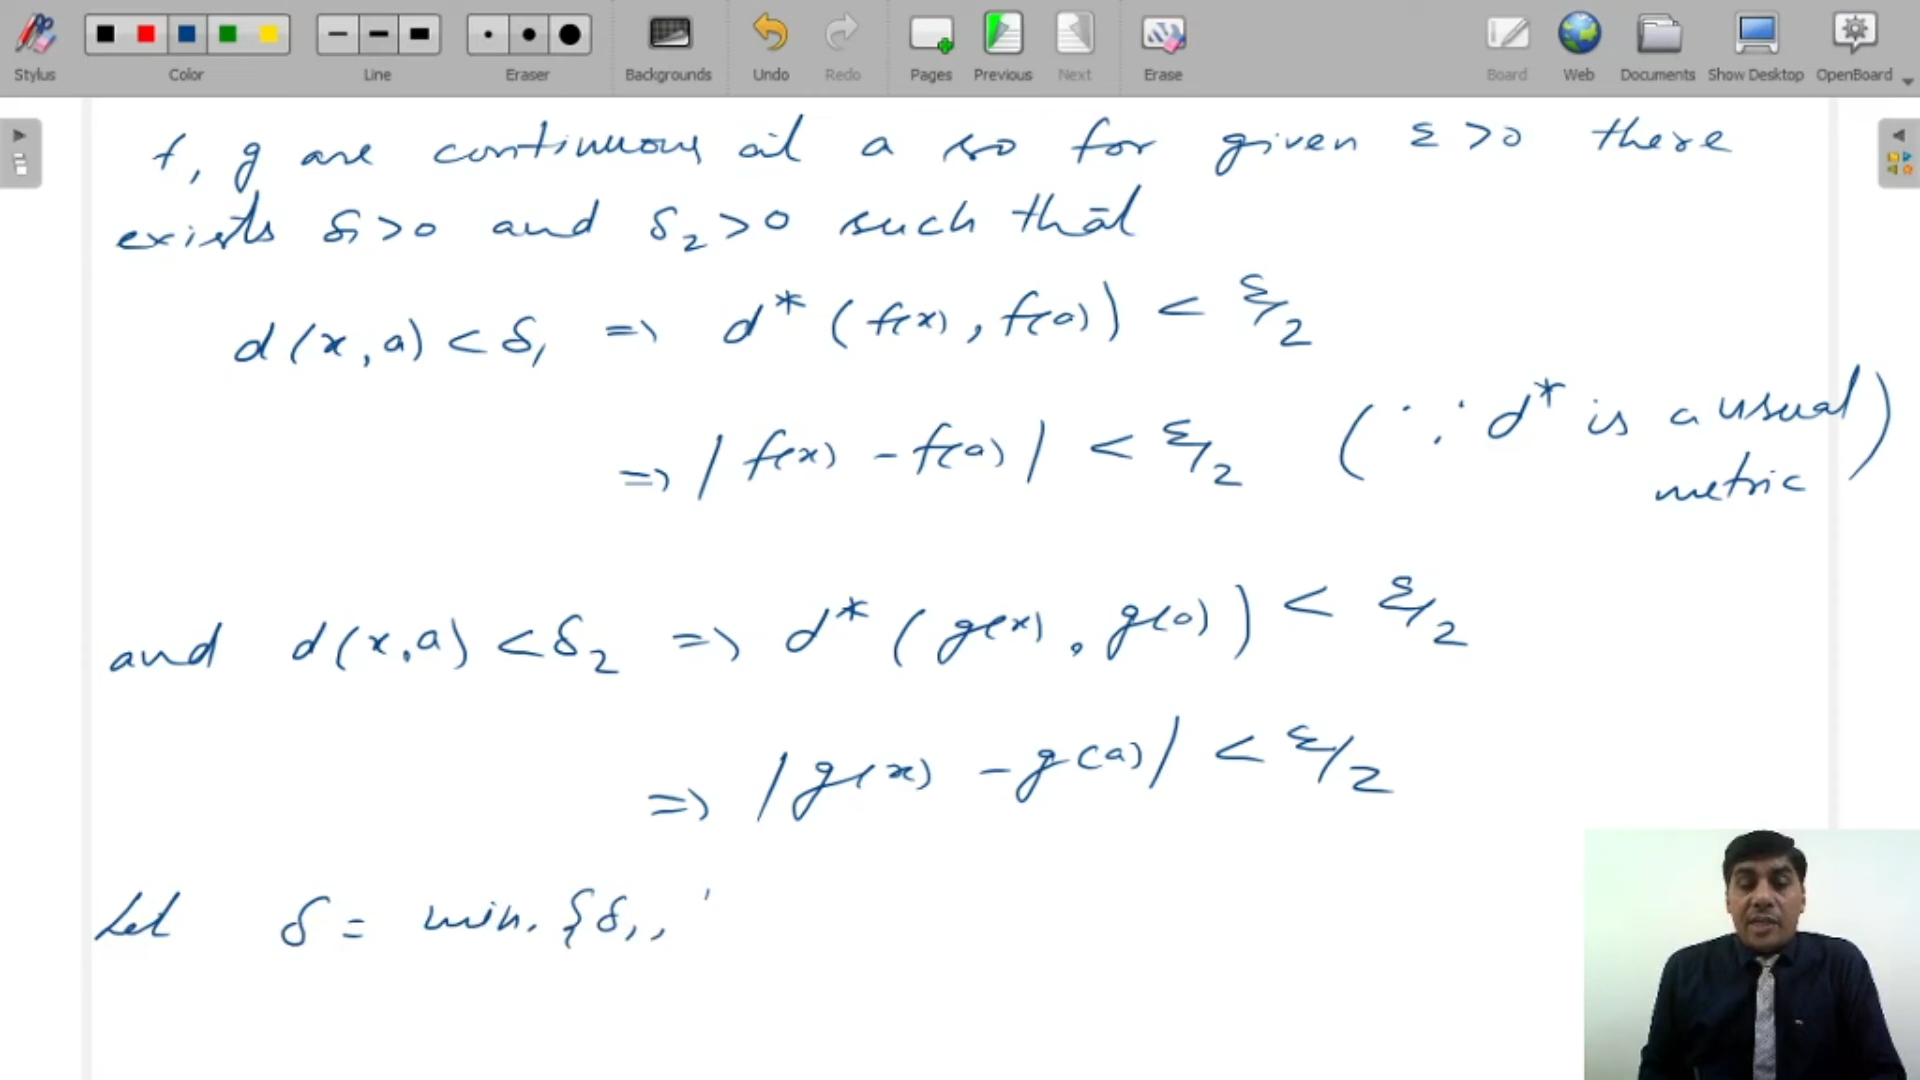 Stylus Color Line Eraser Backgrounds Undo Redo Pages Previous Next Erase Board Web Documents Show Desktop OpenBoard
f, g are continuous at a so for given ε > 0 there
exists δ₁ > 0 and δ₂ > 0 such that
d(x, a) < δ₁ => d* (f(x), f(a)) < ε/2
=> | f(x) - f(a) | < ε/2 (∵ d* is a usual
metric)
and d(x, a) < δ₂ => d* (g(x), g(a)) < ε/2
=> | g(x) - g(a) | < ε/2
Let δ = min. {δ₁,